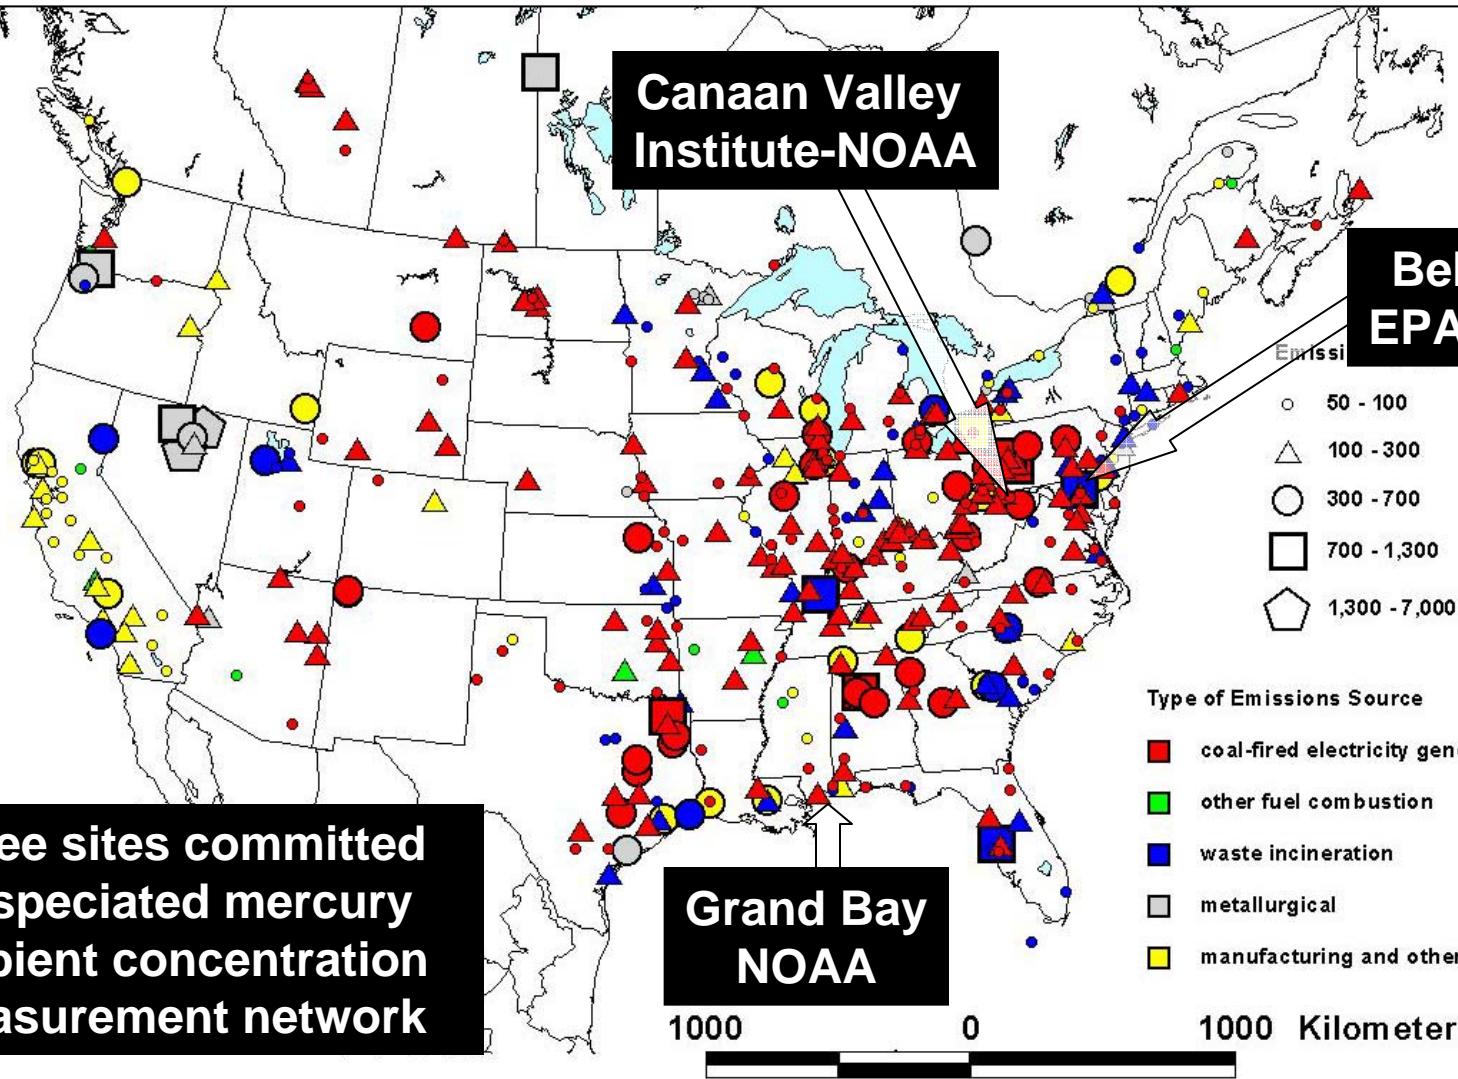 Canaan Valley
Institute-NOAA
Bel
EPA
Emissi
50 - 100
100 - 300
300 - 700
700 - 1,300
1,300 - 7,000
Type of Emissions Source
coal-fired electricity gen
other fuel combustion
waste incineration
metallurgical
manufacturing and other
ee sites committed
speciated mercury
bient concentration
asurement network
Grand Bay
NOAA
1000 0 1000 Kilometer